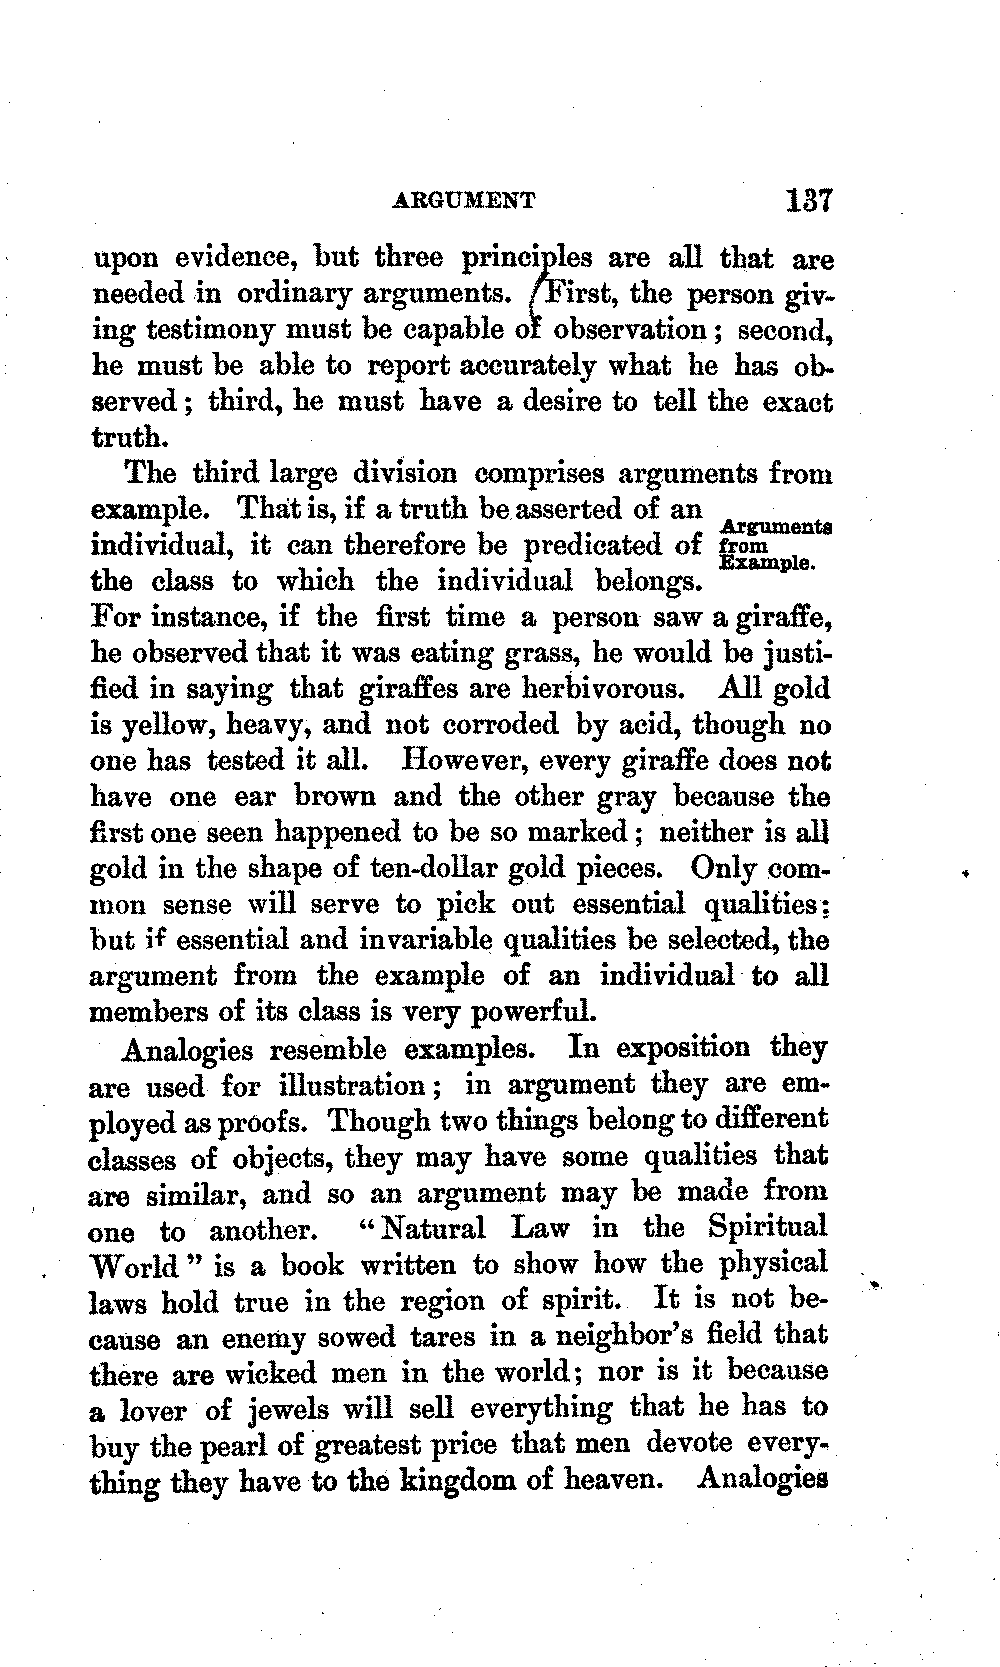 ARGUMENT 137
upon evidence, but three principles are all that are
needed in ordinary arguments. First, the person giv-
ing testimony must be capable of observation; second,
he must be able to report accurately what he has ob-
served; third, he must have a desire to tell the exact
truth.
The third large division comprises arguments from
example. That is, if a truth be asserted of an
individual, it can therefore be predicated of
the class to which the individual belongs.
Arguments
from
Example.
For instance, if the first time a person saw a giraffe,
he observed that it was eating grass, he would be justi-
fied in saying that giraffes are herbivorous. All gold
is yellow, heavy, and not corroded by acid, though no
one has tested it all. However, every giraffe does not
have one ear brown and the other gray because the
first one seen happened to be so marked; neither is all
gold in the shape of ten-dollar gold pieces. Only com-
mon sense will serve to pick out essential qualities;
but if essential and invariable qualities be selected, the
argument from the example of an individual to all
members of its class is very powerful.
Analogies resemble examples. In exposition they
are used for illustration; in argument they are em-
ployed as proofs. Though two things belong to different
classes of objects, they may have some qualities that
are similar, and so an argument may be made from
one to another. "Natural Law in the Spiritual
World" is a book written to show how the physical
laws hold true in the region of spirit. It is not be-
cause an enemy sowed tares in a neighbor's field that
there are wicked men in the world; nor is it because
a lover of jewels will sell everything that he has to
buy the pearl of greatest price that men devote every-
thing they have to the kingdom of heaven. Analogies